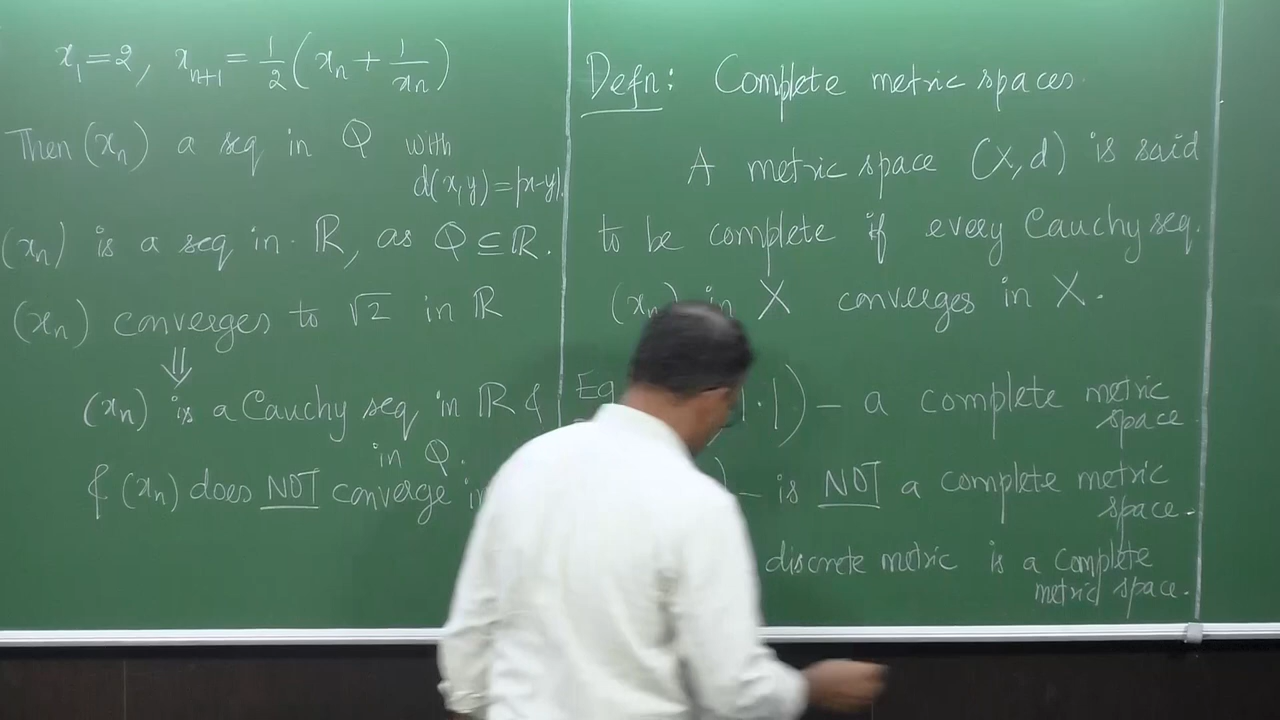 x₁ = 2, xₙ₊₁ = 1/2 (xₙ + 1/xₙ)
Then (xₙ) a seq in Q with
d(x,y) = |x-y|.
(xₙ) is a seq in ℝ, as Q ⊆ ℝ.
(xₙ) converges to √2 in ℝ
⇓
(xₙ) is a Cauchy seq in ℝ &
in Q.
& (xₙ) does NOT converge in
Defn: Complete metric spaces.
A metric space (X,d) is said
to be complete if every Cauchy seq.
(xₙ) in X converges in X.
Eg |·|) – a complete metric
space
) – is NOT a complete metric
space.
discrete metric is a complete
metric space.